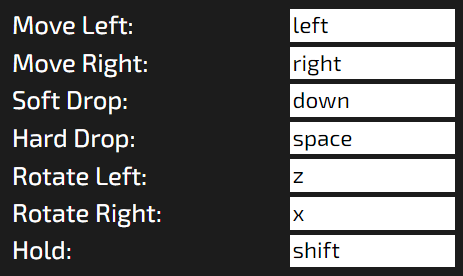 Move Left: left
Move Right: right
Soft Drop: down
Hard Drop: space
Rotate Left: z
Rotate Right: x
Hold: shift